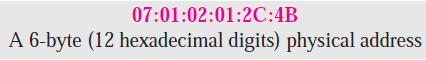 07:01:02:01:2C:4B
A 6-byte (12 hexadecimal digits) physical address